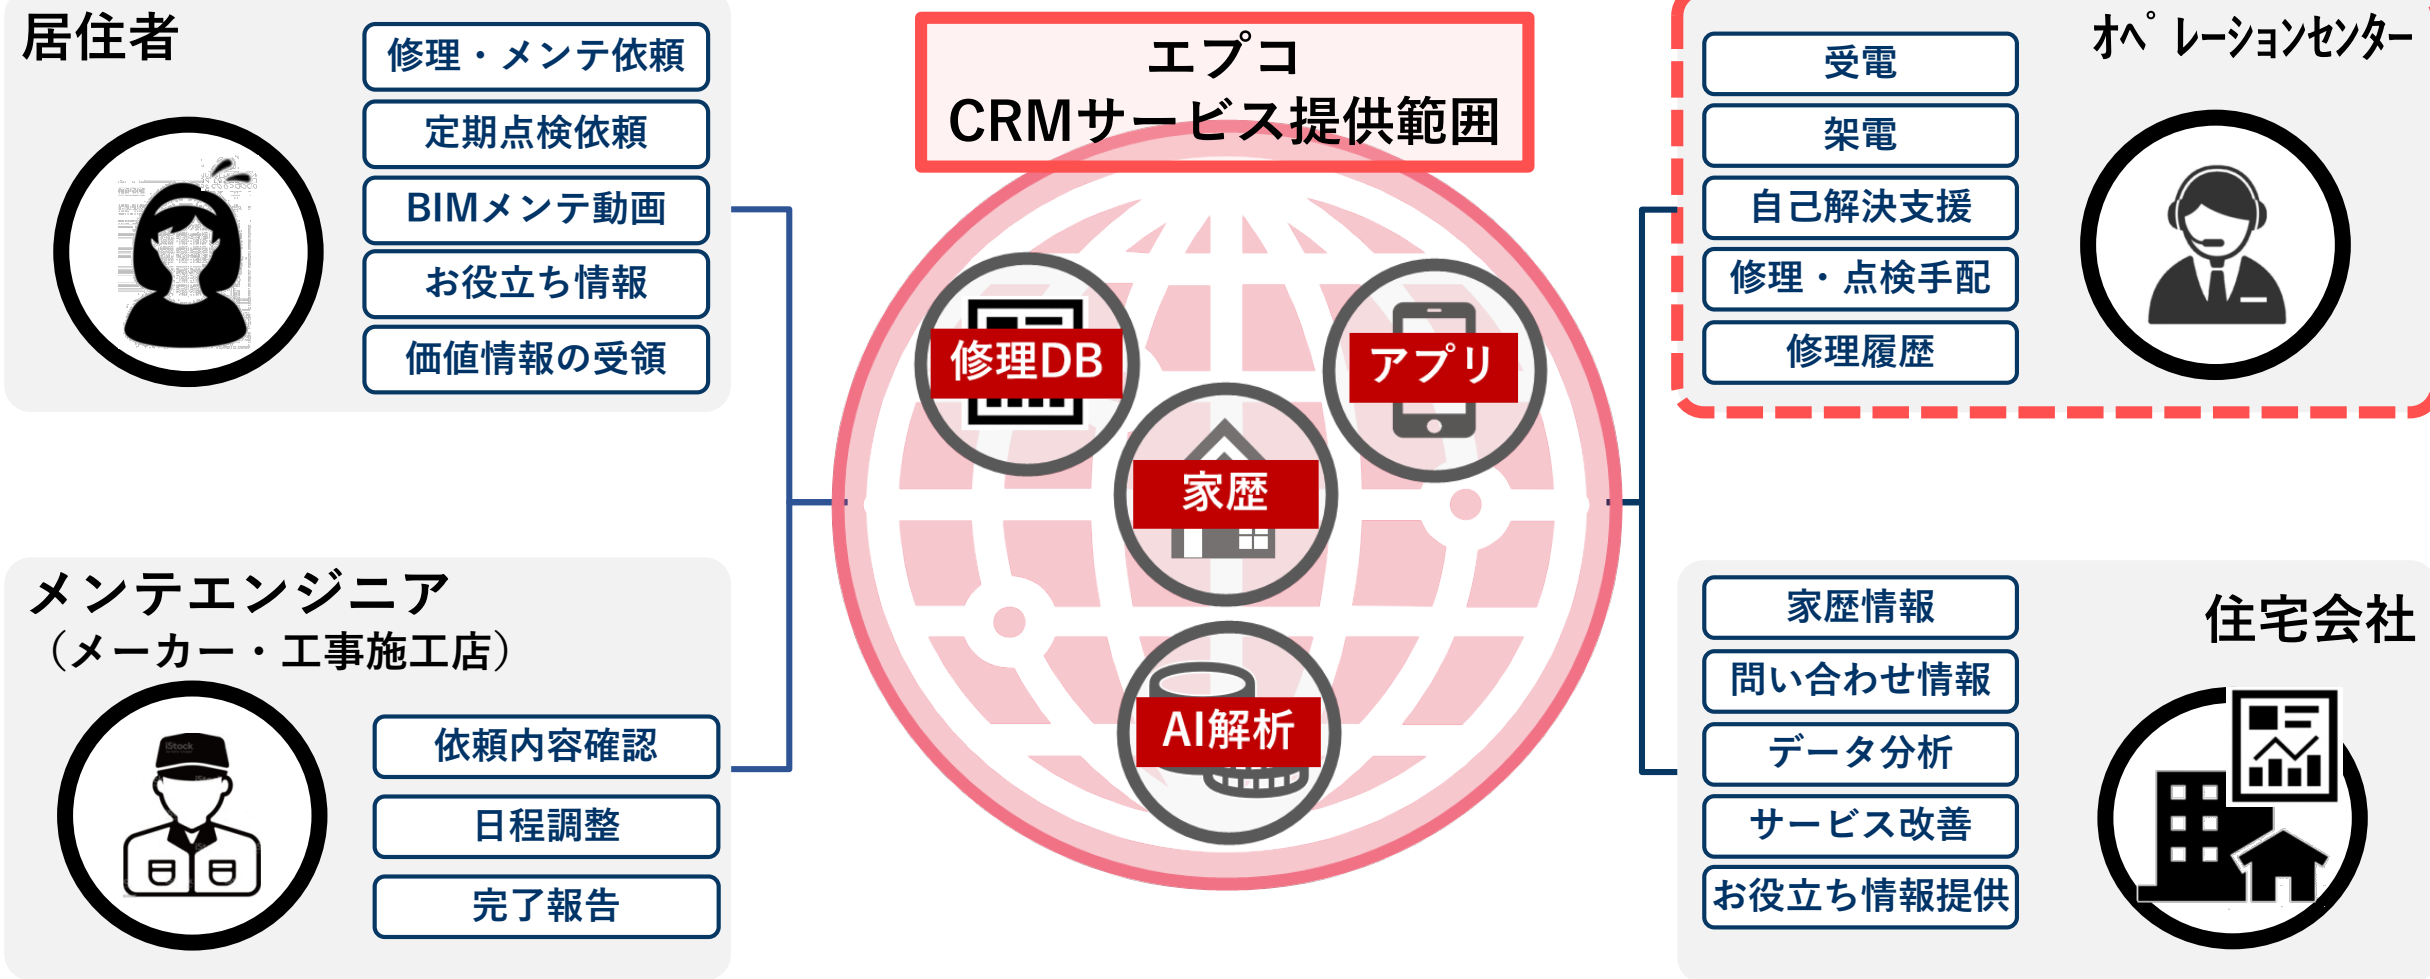 居住者
修理・メンテ依頼
定期点検依頼
BIMメンテ動画
お役立ち情報
価値情報の受領
エプコ
CRMサービス提供範囲
修理DB
アプリ
家歴
AI解析
ｵﾍﾟﾚｰｼｮﾝｾﾝﾀｰ
受電
架電
自己解決支援
修理・点検手配
修理履歴
メンテエンジニア
（メーカー・工事施工店）
iStock
依頼内容確認
日程調整
完了報告
住宅会社
家歴情報
問い合わせ情報
データ分析
サービス改善
お役立ち情報提供